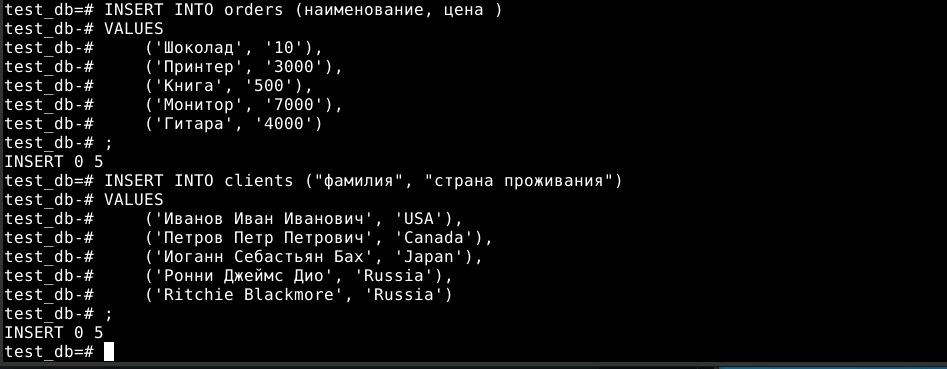 test_db=# INSERT INTO orders (наименование, цена )
test_db-# VALUES
test_db-#     ('Шоколад', '10'),
test_db-#     ('Принтер', '3000'),
test_db-#     ('Книга', '500'),
test_db-#     ('Монитор', '7000'),
test_db-#     ('Гитара', '4000')
test_db-# ;
INSERT 0 5
test_db=# INSERT INTO clients ("фамилия", "страна проживания")
test_db-# VALUES
test_db-#     ('Иванов Иван Иванович', 'USA'),
test_db-#     ('Петров Петр Петрович', 'Canada'),
test_db-#     ('Иоганн Себастьян Бах', 'Japan'),
test_db-#     ('Ронни Джеймс Дио', 'Russia'),
test_db-#     ('Ritchie Blackmore', 'Russia')
test_db-# ;
INSERT 0 5
test_db=#